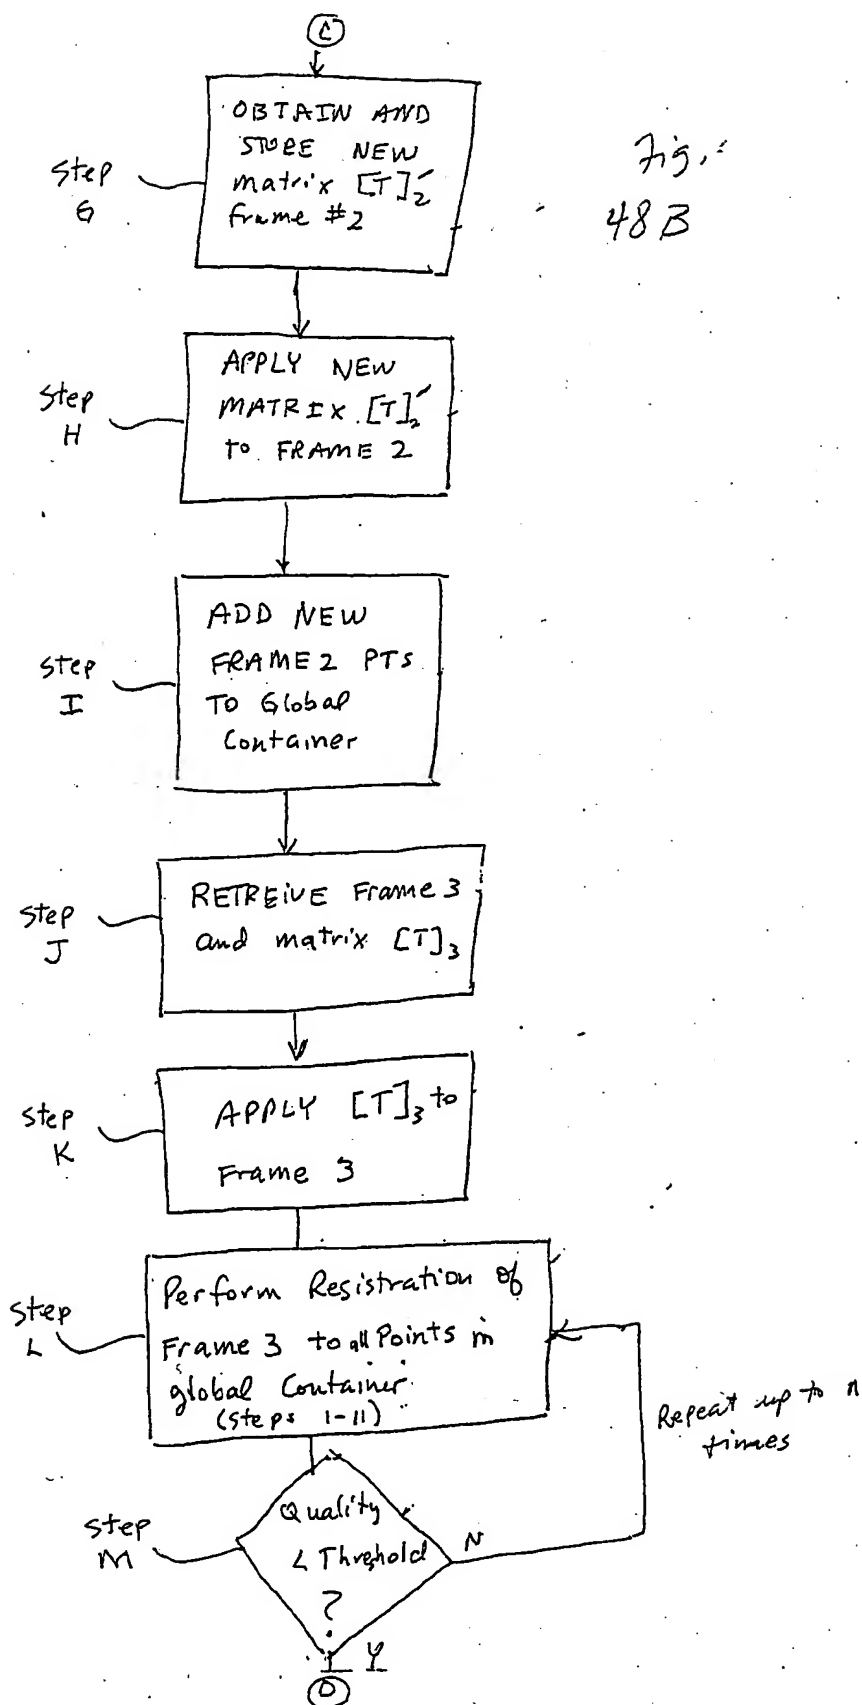 C
OBTAIN AND
STORE NEW
matrix [T]₂′
frame #2
Step
G
Fig.
48B
APPLY NEW
MATRIX [T]₂′
to FRAME 2
Step
H
ADD NEW
FRAME 2 PTs
TO Global
Container
Step
I
RETREIVE Frame 3
and matrix [T]₃
Step
J
APPLY [T]₃ to
Frame 3
Step
K
Perform Registration of
Frame 3 to all Points in
global Container
(Steps 1-11)
Step
L
Repeat up to n
times
Quality
< Threshold
?
Step
M
N
Y
D